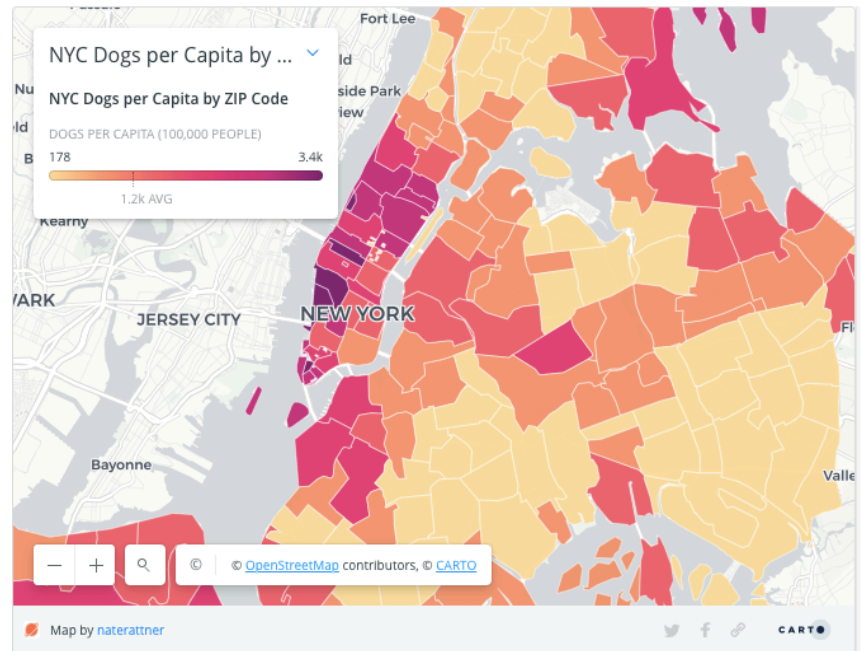 Fort Lee
NYC Dogs per Capita by ...
NYC Dogs per Capita by ZIP Code
side Park
iew
DOGS PER CAPITA (100,000 PEOPLE)
178
3.4k
1.2k AVG
Kearny
ARK
JERSEY CITY
NEW YORK
Bayonne
Valle
© OpenStreetMap contributors, © CARTO
Map by naterattner
CARTO